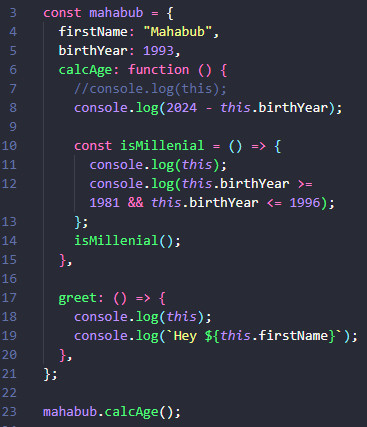 3 const mahabub = {
4 firstName: "Mahabub",
5 birthYear: 1993,
6 calcAge: function () {
7 //console.log(this);
8 console.log(2024 - this.birthYear);
9
10 const isMillenial = () => {
11 console.log(this);
12 console.log(this.birthYear >=
1981 && this.birthYear <= 1996);
13 };
14 isMillenial();
15 },
16
17 greet: () => {
18 console.log(this);
19 console.log(`Hey ${this.firstName}`);
20 },
21 };
22
23 mahabub.calcAge();